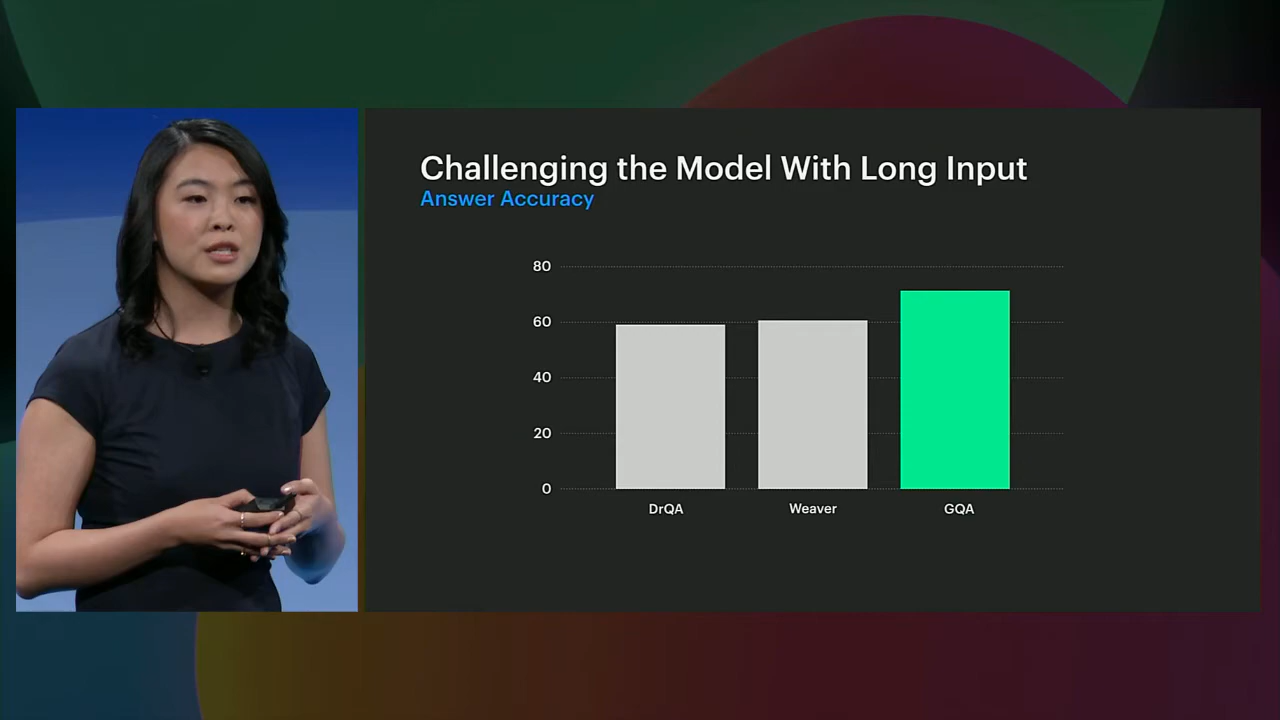 Challenging the Model With Long Input
Answer Accuracy
80
60
40
20
0
DrQA
Weaver
GQA